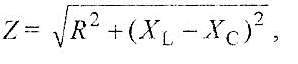 Z = √R² + (X_L − X_C)²,